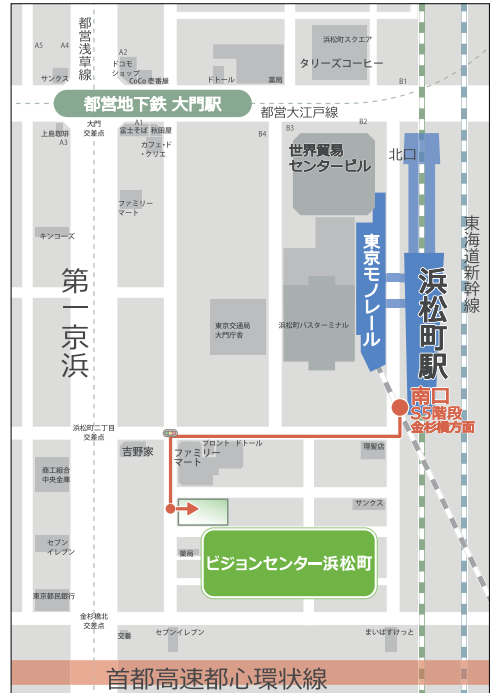 都営浅草線
浜松町スクエア
タリーズコーヒー
A5
A4
A2
ドコモ
ショップ
サンクス
CoCo 壱番屋
ドトール
薬局
B1
都営地下鉄 大門駅
都営大江戸線
大門
交差点
上島珈琲
A3
A1
富士そば 秋田屋
カフェ・ド
・クリエ
B4
B3
B2
世界貿易
センタービル
北口
ファミリー
マート
キンコーズ
東京モノレール
東海道新幹線
第一京浜
浜松町駅
東京交通局
大門庁舎
浜松町バスターミナル
南口
S5階段
金杉橋方面
浜松町二丁目
交差点
吉野家
ファミリー
マート
プロント ドトール
理髪店
商工組合
中央金庫
サンクス
セブン
イレブン
薬局
ビジョンセンター浜松町
東京都民銀行
金杉橋北
交差点
交番
セブンイレブン
まいばすけっと
首都高速都心環状線